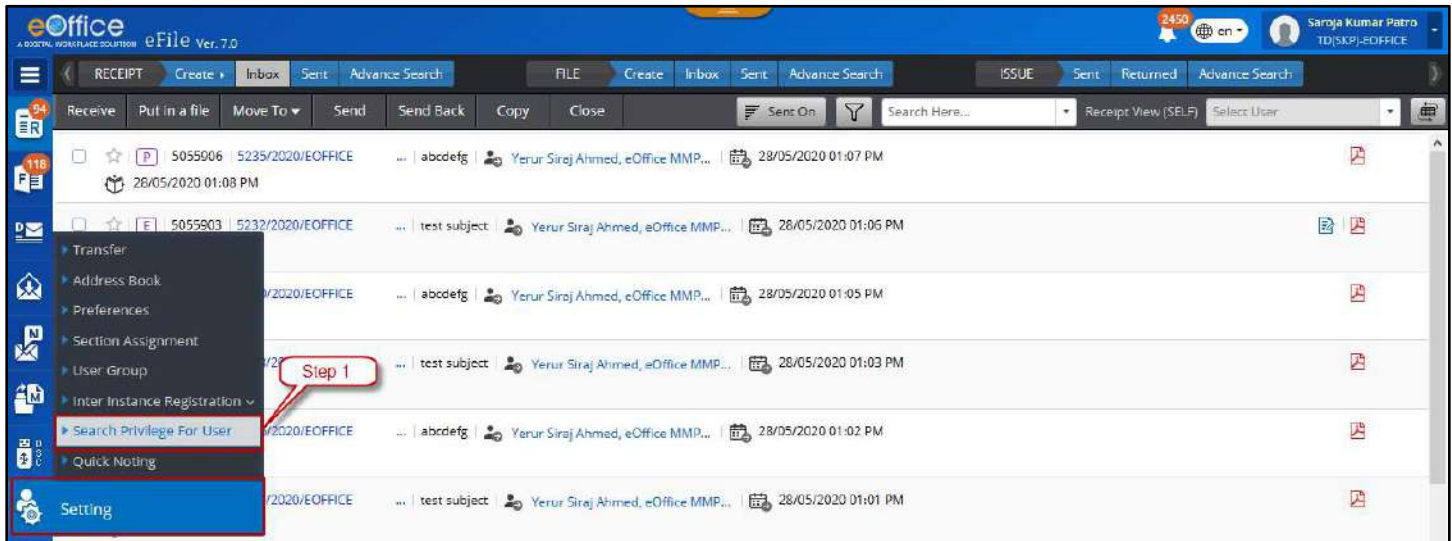 eOffice
A DIGITAL WORKPLACE SOLUTION eFile Ver. 7.0
2450
en
Saroja Kumar Patro
TD(SKP)-EOFFICE
RECEIPT Create Inbox Sent Advance Search FILE Create Inbox Sent Advance Search ISSUE Sent Returned Advance Search
94
R
Receive Put in a file Move To Send Send Back Copy Close Sent On Search Here... Receipt View (SELF) Select User
P 5055906 5235/2020/EOFFICE ... abcdefg Yerur Siraj Ahmed, eOffice MMP... 28/05/2020 01:07 PM
28/05/2020 01:08 PM
118
F
E 5055903 5232/2020/EOFFICE ... test subject Yerur Siraj Ahmed, eOffice MMP... 28/05/2020 01:06 PM
D
Transfer
Address Book
/2020/EOFFICE ... abcdefg Yerur Siraj Ahmed, eOffice MMP... 28/05/2020 01:05 PM
Preferences
N
Section Assignment
... test subject Yerur Siraj Ahmed, eOffice MMP... 28/05/2020 01:03 PM
User Group
Step 1
M
Inter Instance Registration
Search Privilege For User /2020/EOFFICE ... abcdefg Yerur Siraj Ahmed, eOffice MMP... 28/05/2020 01:02 PM
DSC
Quick Noting
Setting /2020/EOFFICE ... test subject Yerur Siraj Ahmed, eOffice MMP... 28/05/2020 01:01 PM